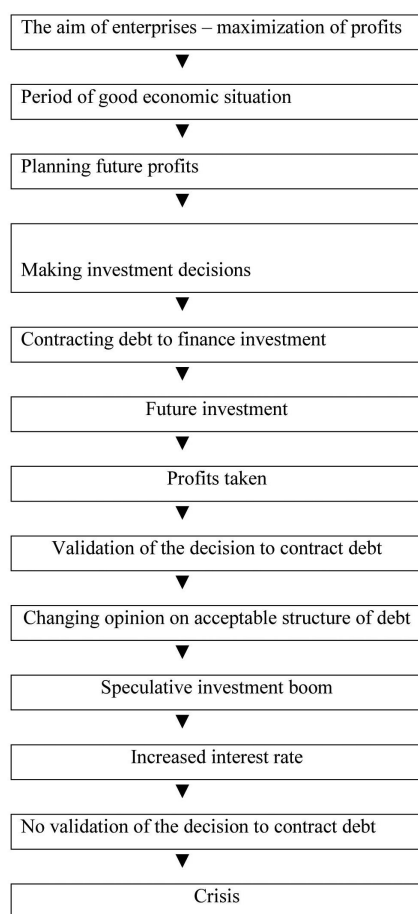 The aim of enterprises – maximization of profits
Period of good economic situation
Planning future profits
Making investment decisions
Contracting debt to finance investment
Future investment
Profits taken
Validation of the decision to contract debt
Changing opinion on acceptable structure of debt
Speculative investment boom
Increased interest rate
No validation of the decision to contract debt
Crisis